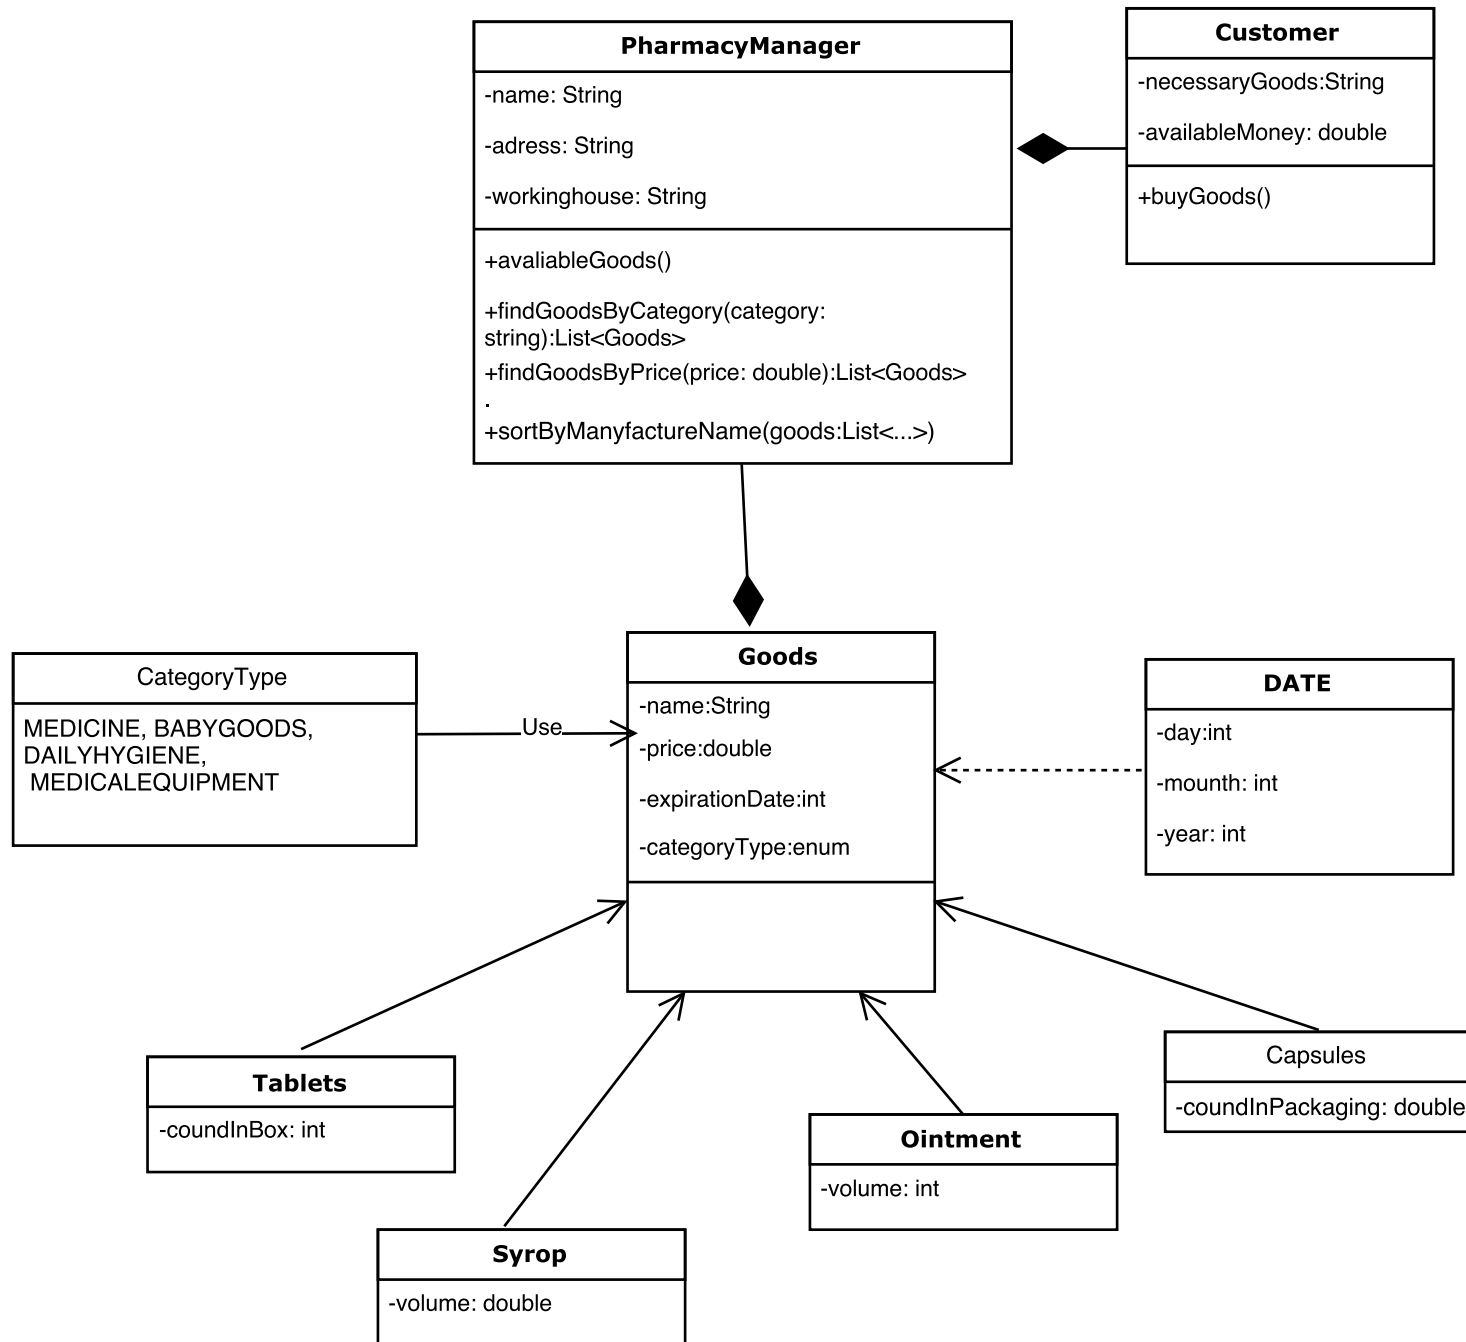 PharmacyManager
-name: String
-adress: String
-workinghouse: String
+avaliableGoods()
+findGoodsByCategory(category:
string):List<Goods>
+findGoodsByPrice(price: double):List<Goods>
.
+sortByManyfactureName(goods:List<...>)
Customer
-necessaryGoods:String
-availableMoney: double
+buyGoods()
CategoryType
MEDICINE, BABYGOODS,
DAILYHYGIENE,
MEDICALEQUIPMENT
Use
Goods
-name:String
-price:double
-expirationDate:int
-categoryType:enum
DATE
-day:int
-mounth: int
-year: int
Tablets
-coundInBox: int
Syrop
-volume: double
Ointment
-volume: int
Capsules
-coundInPackaging: double